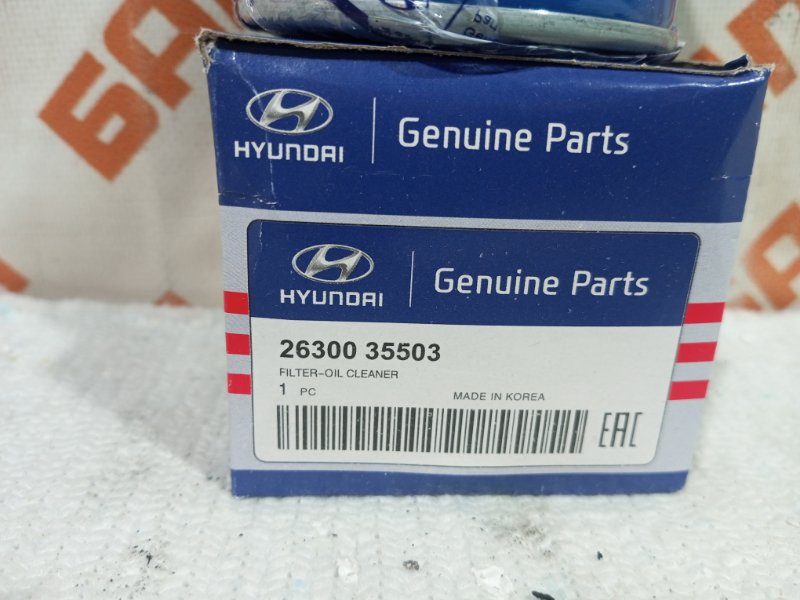 HYUNDAI
Genuine Parts
HYUNDAI
Genuine Parts
26300 35503
FILTER-OIL CLEANER
1 PC
MADE IN KOREA
EAC